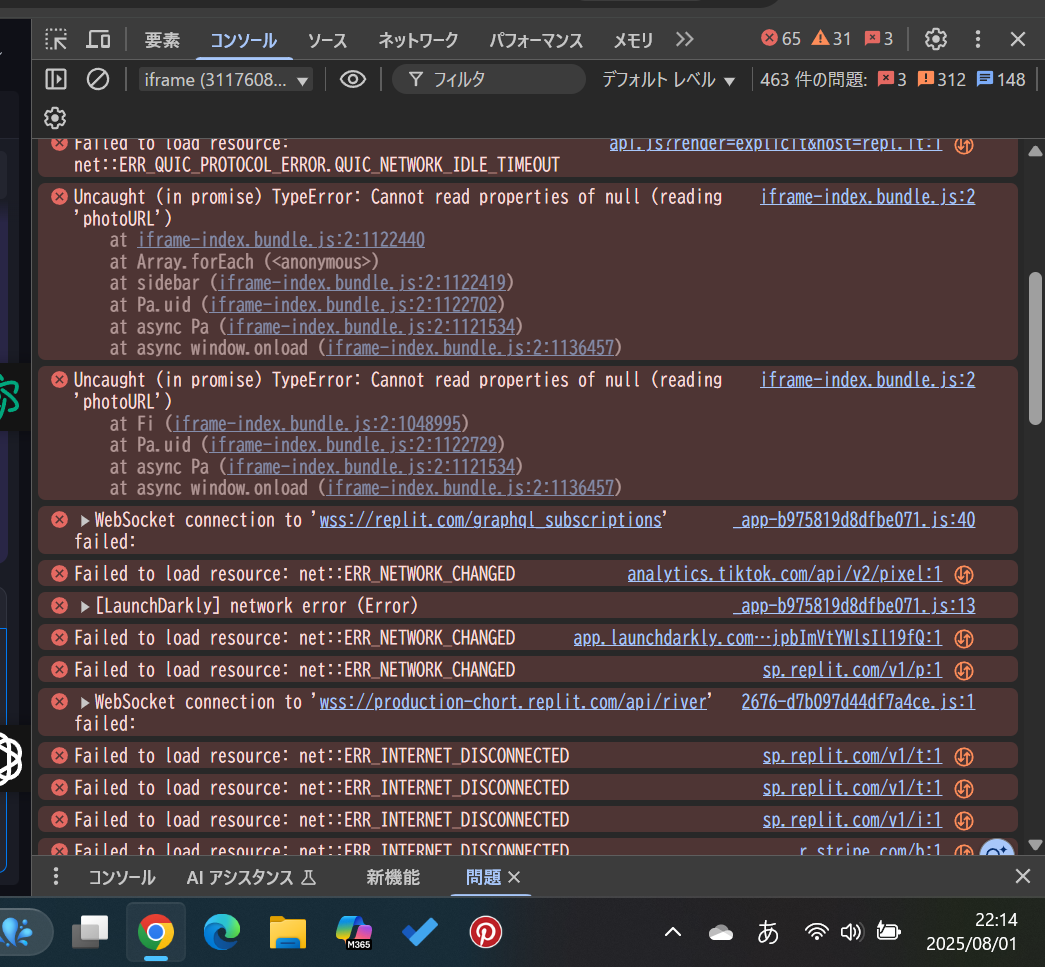 要素 コンソール ソース ネットワーク パフォーマンス メモリ 65 31 3
iframe (3117608... フィルタ デフォルト レベル 463 件の問題: 3 312 148
Failed to load resource: api.js?render=explicit&host=repl.it:1
net::ERR_QUIC_PROTOCOL_ERROR.QUIC_NETWORK_IDLE_TIMEOUT
Uncaught (in promise) TypeError: Cannot read properties of null (reading iframe-index.bundle.js:2
'photoURL')
at iframe-index.bundle.js:2:1122440
at Array.forEach (<anonymous>)
at sidebar (iframe-index.bundle.js:2:1122419)
at Pa.uid (iframe-index.bundle.js:2:1122702)
at async Pa (iframe-index.bundle.js:2:1121534)
at async window.onload (iframe-index.bundle.js:2:1136457)
Uncaught (in promise) TypeError: Cannot read properties of null (reading iframe-index.bundle.js:2
'photoURL')
at Fi (iframe-index.bundle.js:2:1048995)
at Pa.uid (iframe-index.bundle.js:2:1122729)
at async Pa (iframe-index.bundle.js:2:1121534)
at async window.onload (iframe-index.bundle.js:2:1136457)
WebSocket connection to 'wss://replit.com/graphql_subscriptions' _app-b975819d8dfbe071.js:40
failed:
Failed to load resource: net::ERR_NETWORK_CHANGED analytics.tiktok.com/api/v2/pixel:1
[LaunchDarkly] network error (Error) _app-b975819d8dfbe071.js:13
Failed to load resource: net::ERR_NETWORK_CHANGED app.launchdarkly.com…jpbImVtYWlsIl19fQ:1
Failed to load resource: net::ERR_NETWORK_CHANGED sp.replit.com/v1/p:1
WebSocket connection to 'wss://production-chort.replit.com/api/river' 2676-d7b097d44df7a4ce.js:1
failed:
Failed to load resource: net::ERR_INTERNET_DISCONNECTED sp.replit.com/v1/t:1
Failed to load resource: net::ERR_INTERNET_DISCONNECTED sp.replit.com/v1/t:1
Failed to load resource: net::ERR_INTERNET_DISCONNECTED sp.replit.com/v1/i:1
Failed to load resource: net::ERR_INTERNET_DISCONNECTED r.stripe.com/b:1
コンソール AI アシスタンス 新機能 問題
M365 あ 22:14
2025/08/01